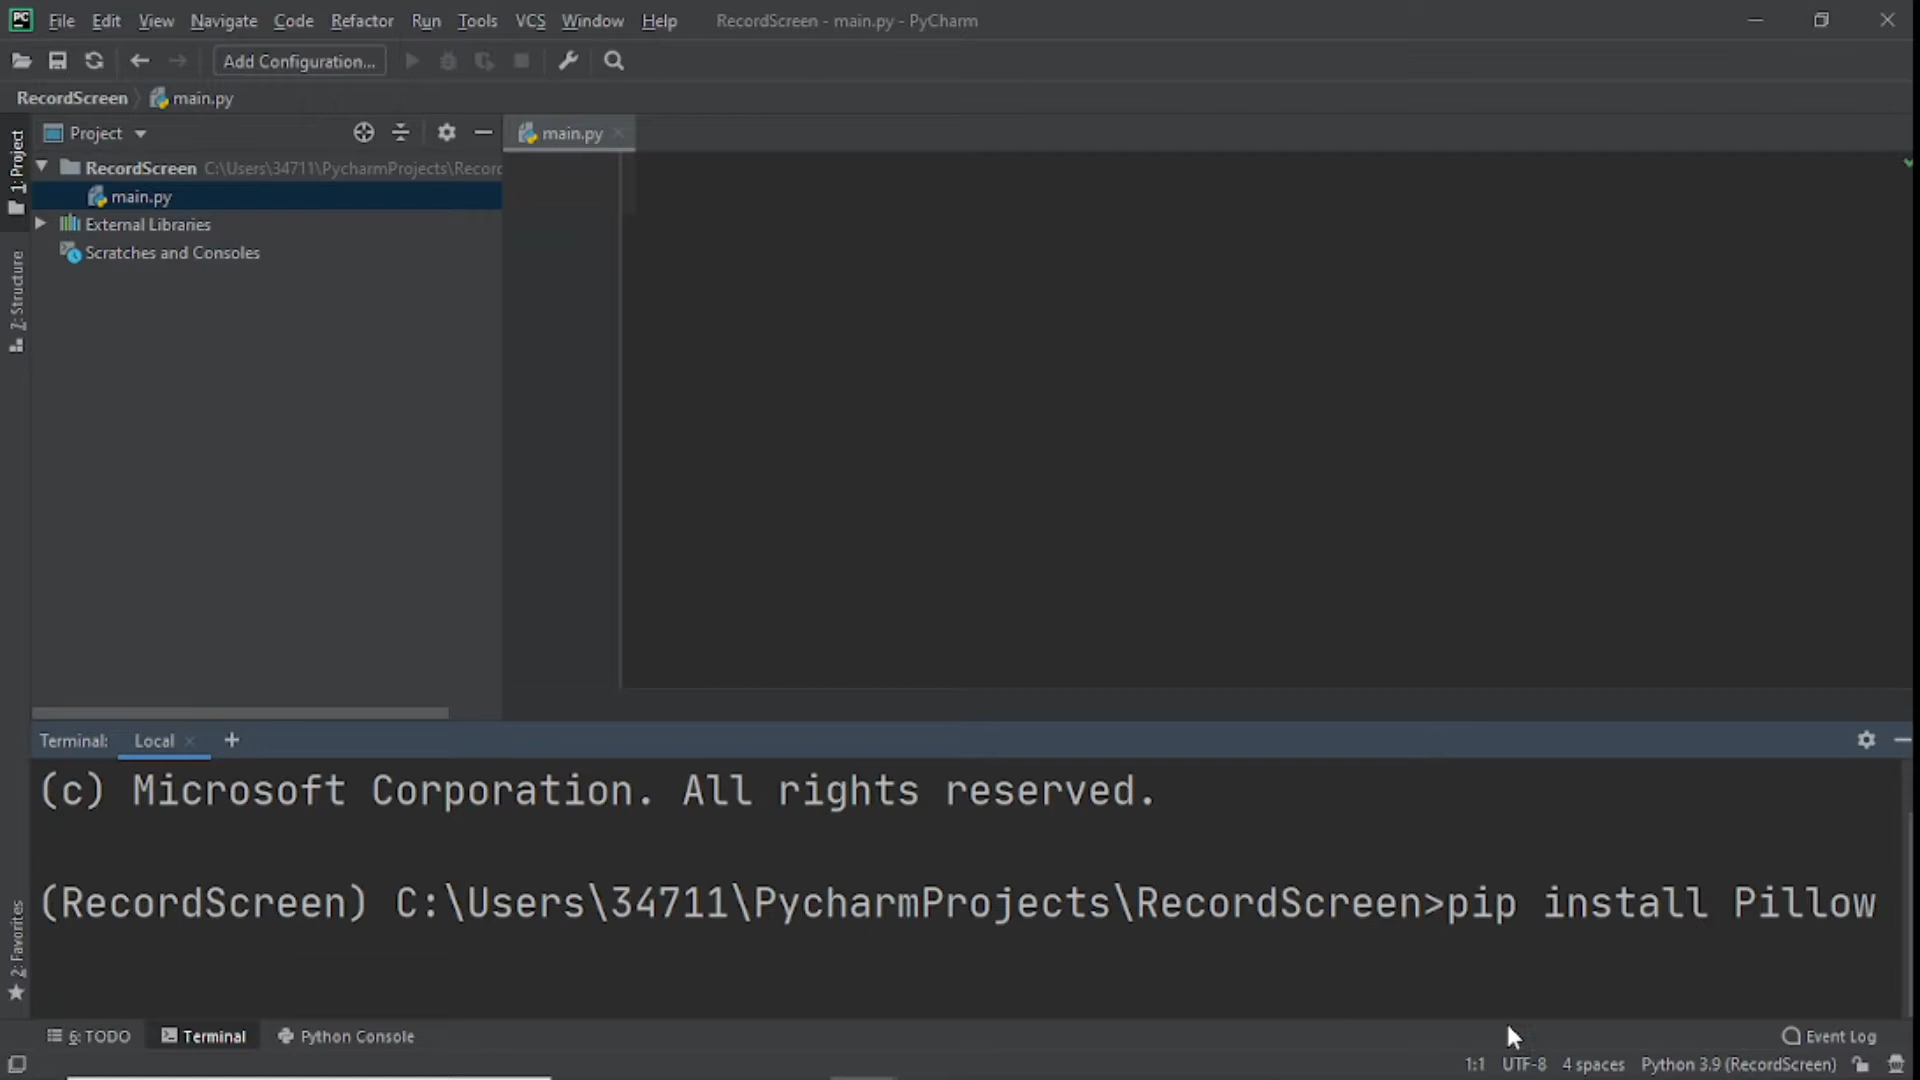 PC File Edit View Navigate Code Refactor Run Tools VCS Window Help RecordScreen - main.py - PyCharm
Add Configuration...
RecordScreen main.py
Project main.py
RecordScreen C:\Users\34711\PycharmProjects\Recor
main.py
External Libraries
Scratches and Consoles
1: Project
7: Structure
2: Favorites
Terminal: Local +
(c) Microsoft Corporation. All rights reserved.
(RecordScreen) C:\Users\34711\PycharmProjects\RecordScreen>pip install Pillow
6: TODO Terminal Python Console Event Log
1:1 UTF-8 4 spaces Python 3.9 (RecordScreen)